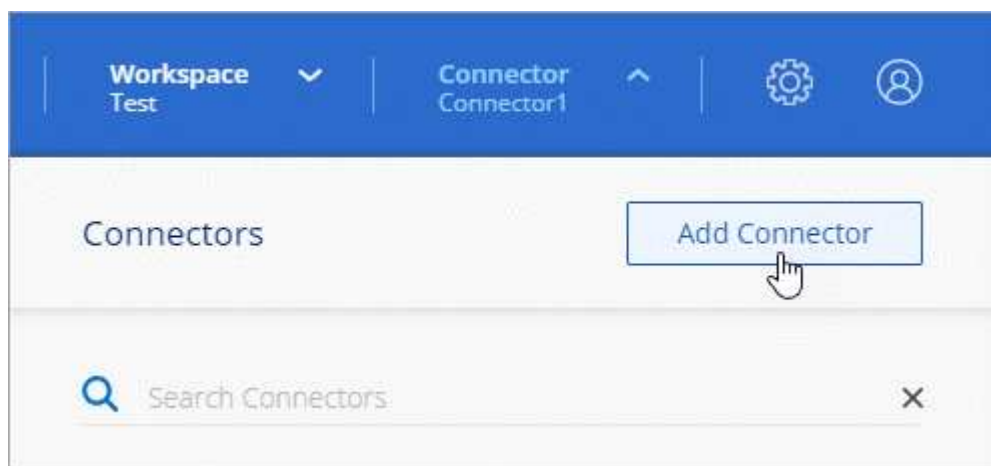 Workspace
Test
Connector
Connector1
Connectors
Add Connector
Search Connectors